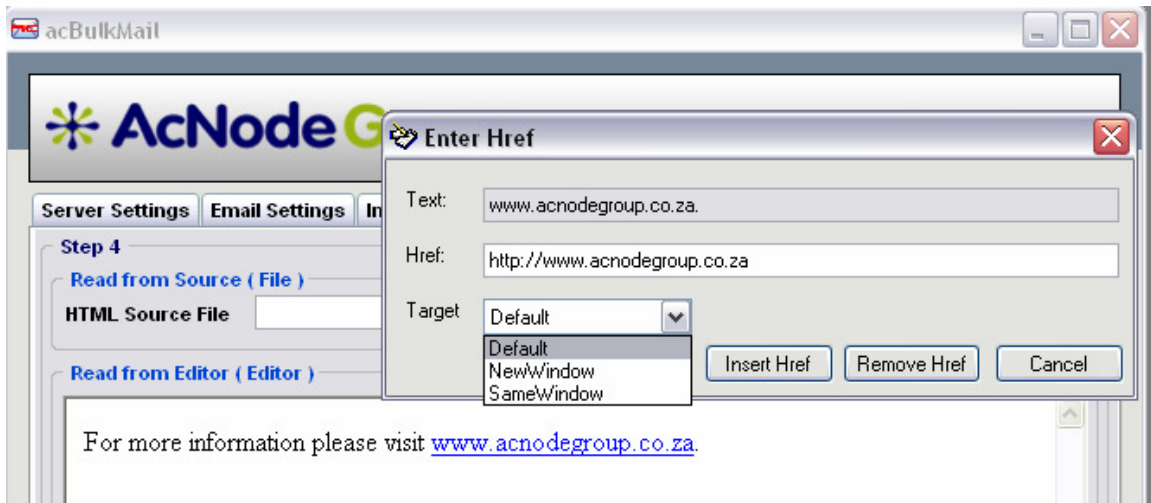 acBulkMail
AcNode G
Enter Href
Text: www.acnodegroup.co.za.
Href: http://www.acnodegroup.co.za
Target Default
Default
NewWindow
SameWindow
Insert Href Remove Href Cancel
Server Settings Email Settings In
Step 4
Read from Source ( File )
HTML Source File
Read from Editor ( Editor )
For more information please visit www.acnodegroup.co.za.